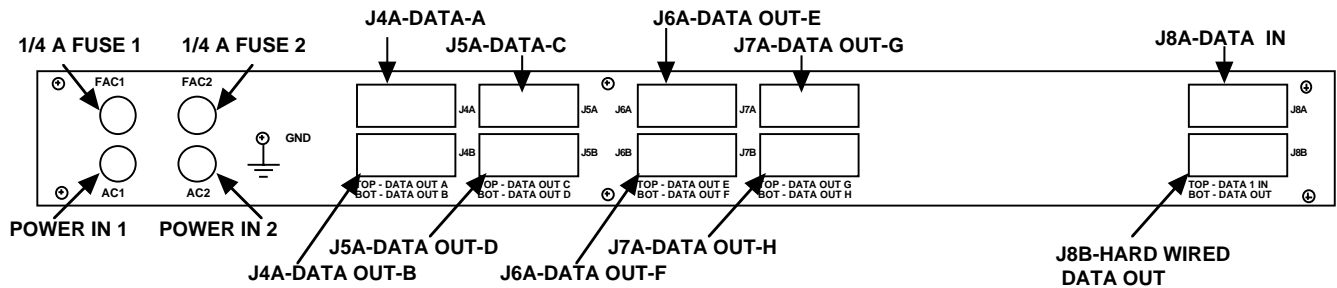 J4A-DATA-A
J6A-DATA OUT-E
1/4 A FUSE 1
1/4 A FUSE 2
J5A-DATA-C
J7A-DATA OUT-G
J8A-DATA IN
FAC1
FAC2
J4A
J5A
J6A
J7A
J8A
GND
J4B
J5B
J6B
J7B
J8B
AC1
AC2
TOP - DATA OUT A
BOT - DATA OUT B
TOP - DATA OUT C
BOT - DATA OUT D
TOP - DATA OUT E
BOT - DATA OUT F
TOP - DATA OUT G
BOT - DATA OUT H
TOP - DATA 1 IN
BOT - DATA OUT
POWER IN 1
POWER IN 2
J5A-DATA OUT-D
J7A-DATA OUT-H
J4A-DATA OUT-B
J6A-DATA OUT-F
J8B-HARD WIRED
DATA OUT